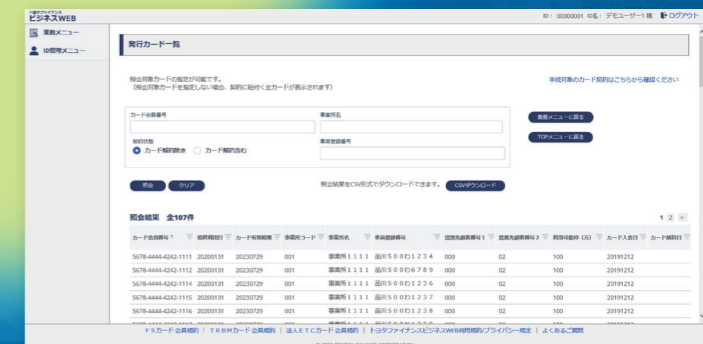 トヨタファイナンス
ビジネスWEB
ID： 00000001 ID名： デモユーザー1 様 ログアウト
業務メニュー
ID管理メニュー
発行カード一覧
照会対象カードの指定が可能です。
（照会対象カードを指定しない場合、契約に紐付く全カードが表示されます）
手続対象のカード契約はこちらから確認ください
カード会員番号 事業所名
業務メニューに戻る
契約状態 車両登録番号
カード解約除き カード解約含む
TOPメニューに戻る
照会 クリア 照会結果をCSV形式でダウンロードできます。 CSVダウンロード
照会結果 全107件 1 2 >
カード会員番号 最終利用日 カード有効期限 事業所コード 事業所名 車両登録番号 提携先顧客番号１ 提携先顧客番号２ 利用可能枠（万） カード入会日 カード解約日
5678-4444-4242-1111 20200131 20230729 001 事業所１１１１ 品川５００わ１２３４ 000 02 100 20191212
5678-4444-4242-1112 20200131 20230729 001 事業所１１１１ 品川５００わ６７８９ 000 02 100 20191212
5678-4444-4242-1114 20200131 20230729 001 事業所１１１１ 品川５００わ１２３６ 000 02 100 20191212
5678-4444-4242-1115 20200131 20230729 001 事業所１１１１ 品川５００わ１２３７ 000 02 100 20191212
5678-4444-4242-1116 20200131 20230729 001 事業所１１１１ 品川５００わ１２３８ 000 02 100 20191212
ＦＳカード 会員規約 | ＴＲＢＭカード 会員規約 | 法人ＥＴＣカード 会員規約 | トヨタファイナンスビジネスWEB利用規約/プライバシー規定 | よくあるご質問